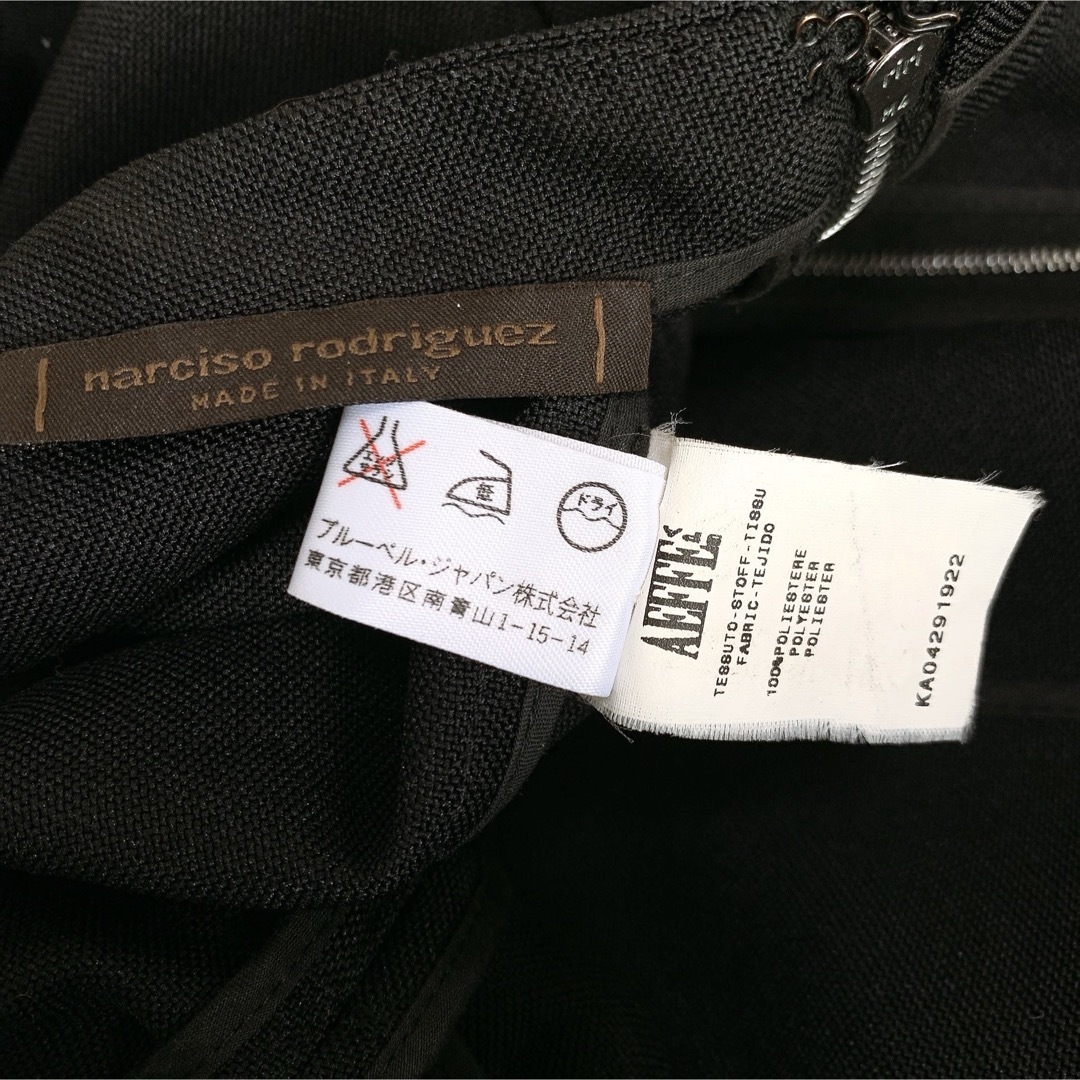 riri
M4
narciso rodriguez
MADE IN ITALY
ドライ
ブルーベル・ジャパン株式会社
東京都港区南青山1-15-14
AEFFE
TESSUTO-STOFF-TISSU
FABRIC-TEJIDO
100%POLIESTERE
POLYESTER
POLIESTER
KA04291922